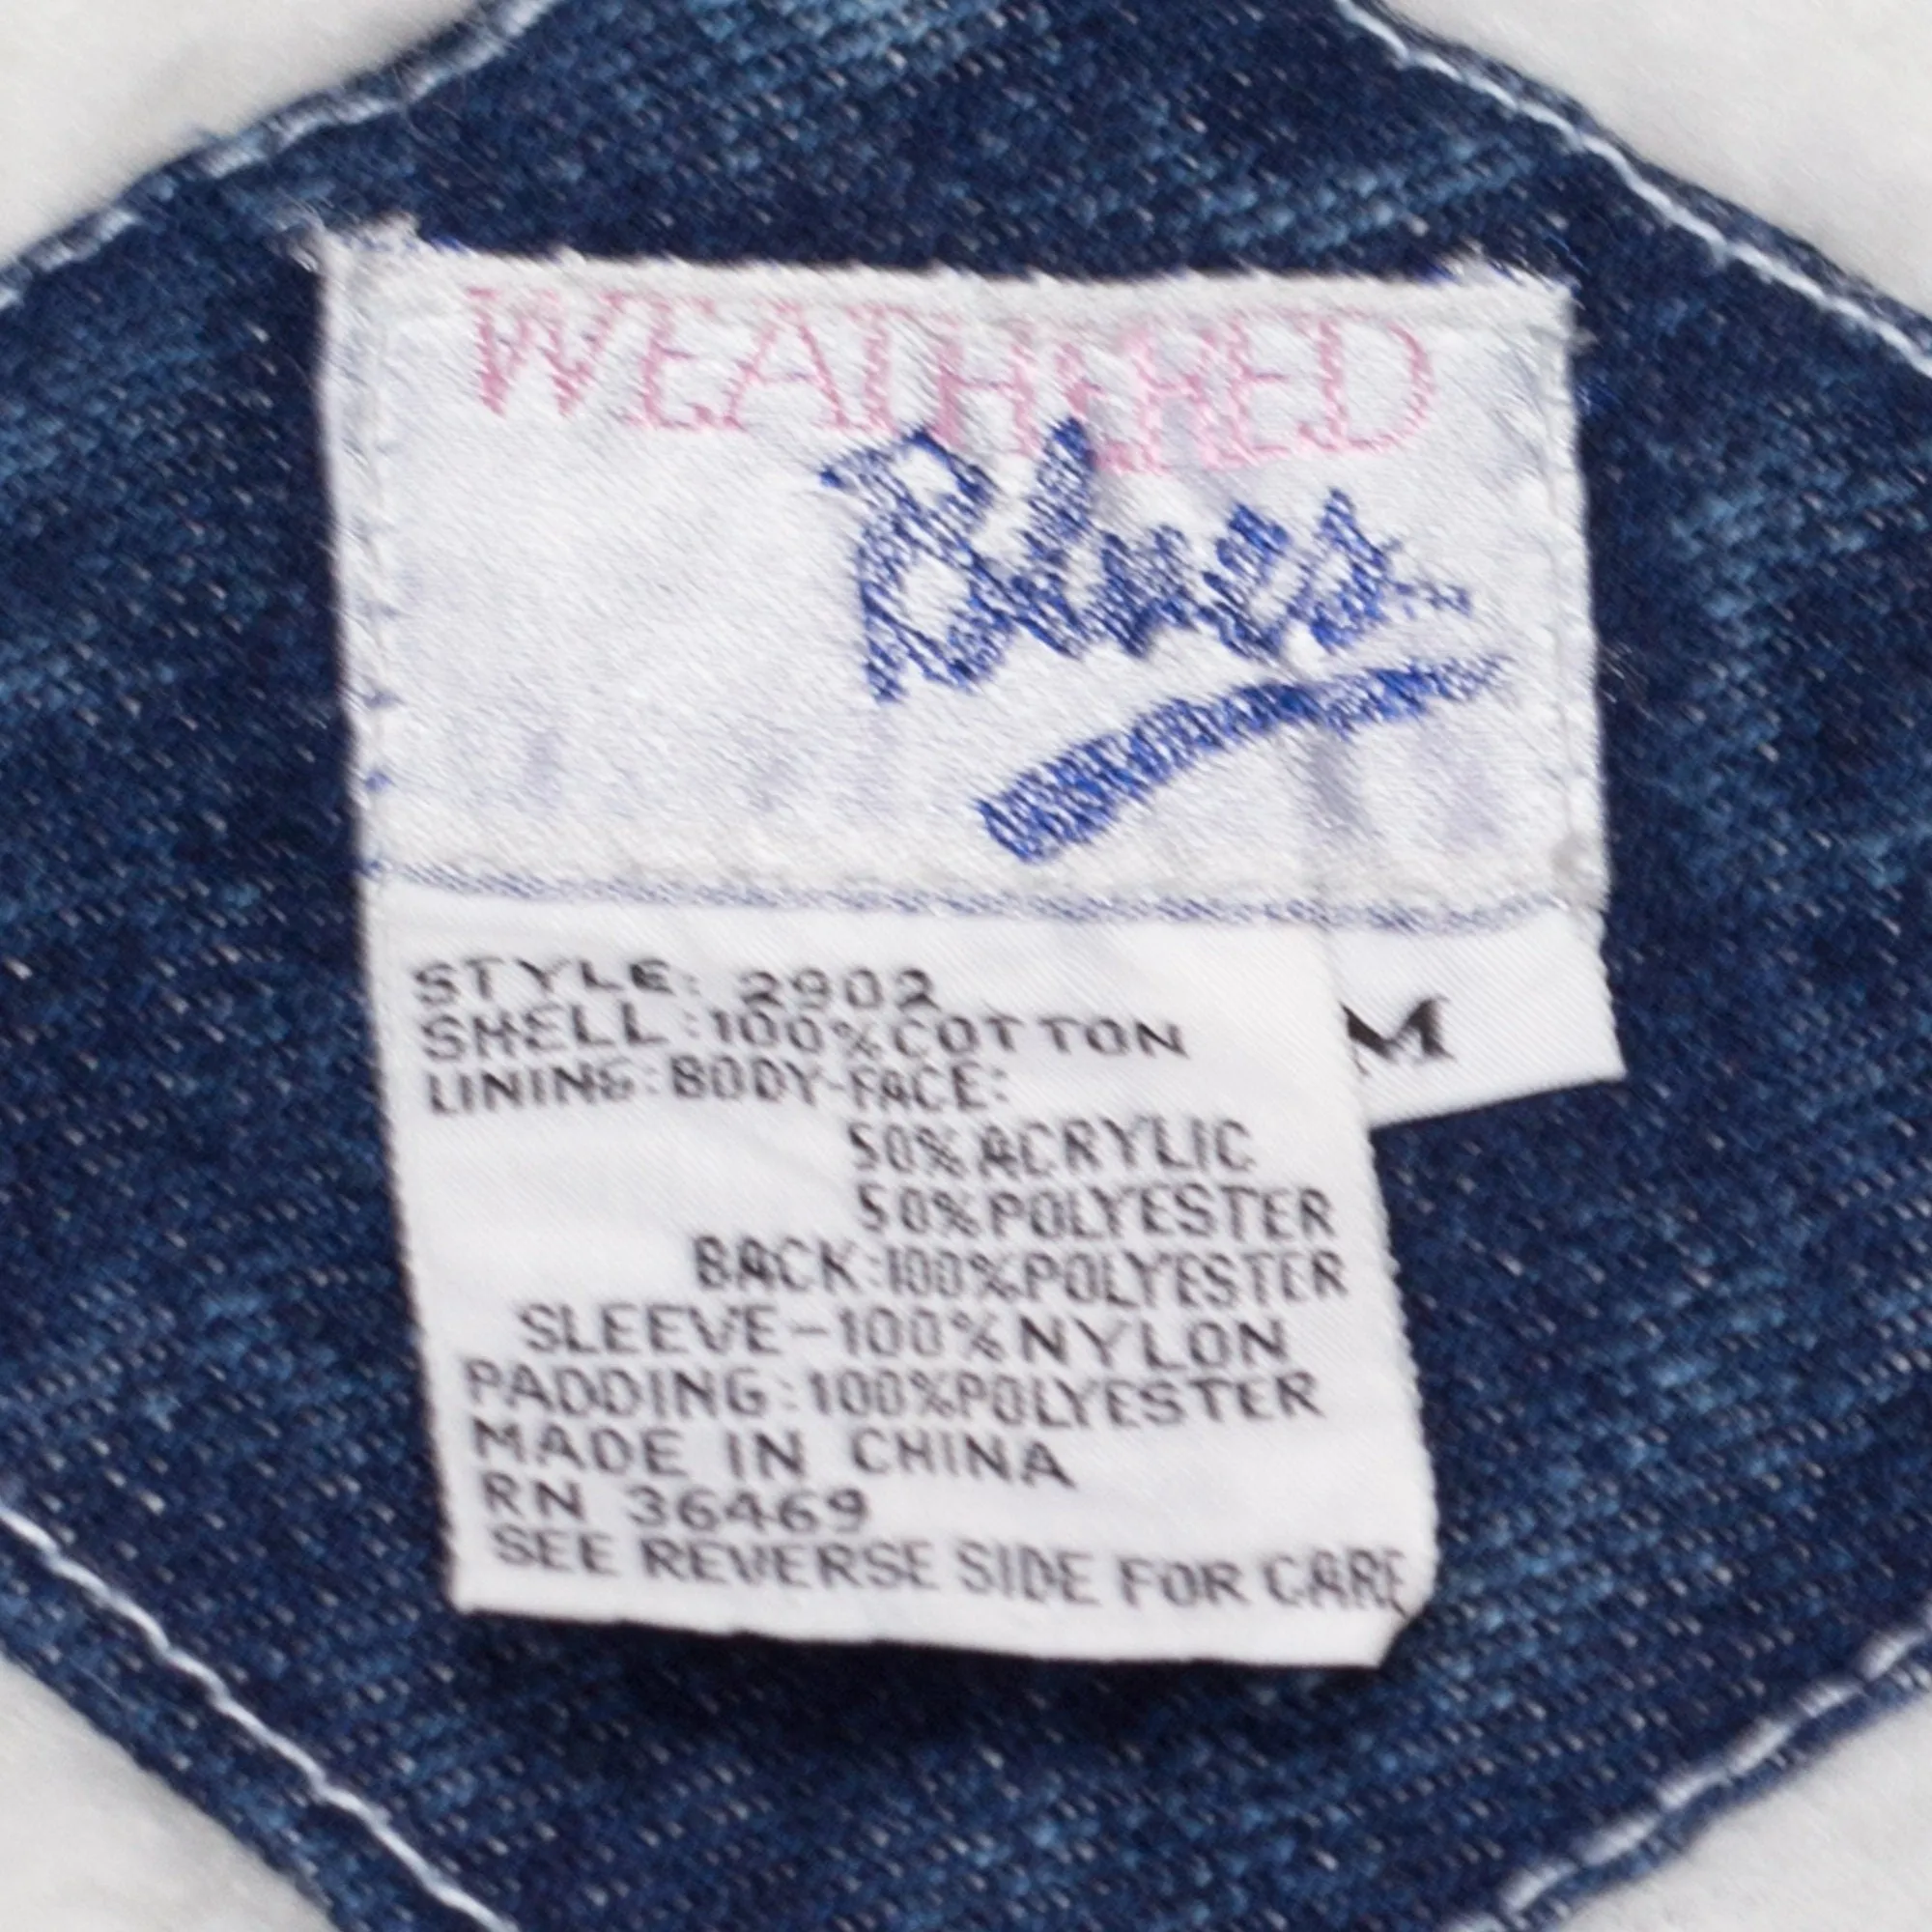 WEATHERED
Blues
STYLE: 2902
SHELL:100%COTTON
M
LINING:BODY-FACE:
50%ACRYLIC
50%POLYESTER
BACK:100%POLYESTER
SLEEVE-100%NYLON
PADDING:100%POLYESTER
MADE IN CHINA
RN 36469
SEE REVERSE SIDE FOR CARE